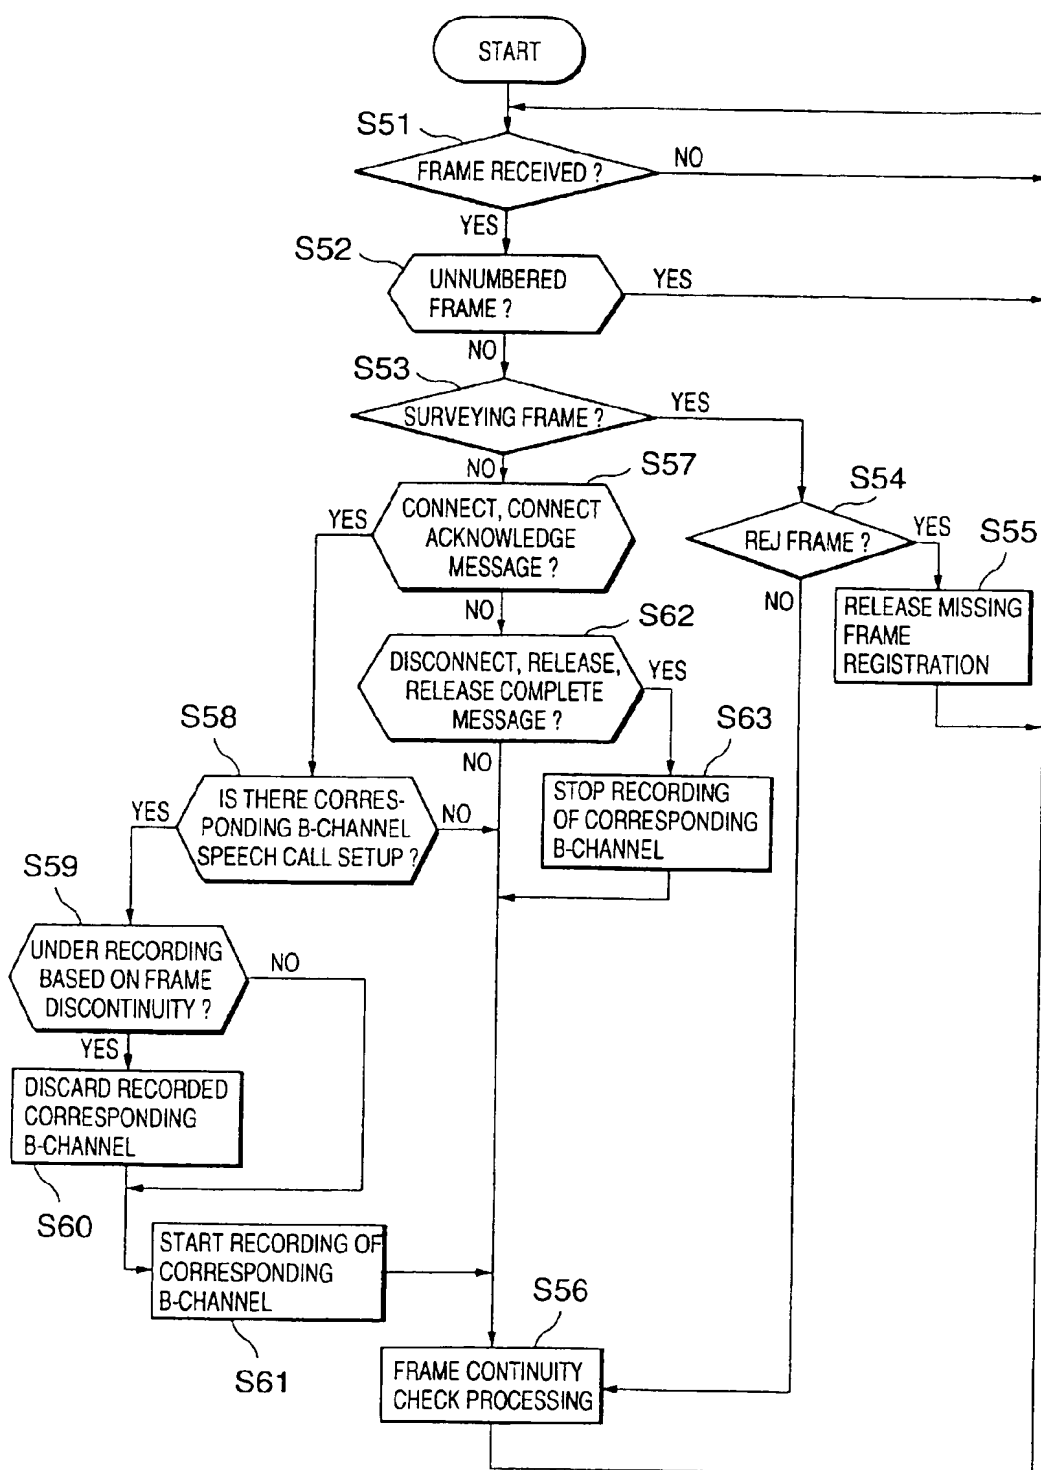 START
S51
FRAME RECEIVED ?
NO
YES
S52
UNNUMBERED
FRAME ?
YES
NO
S53
SURVEYING FRAME ?
YES
NO
S57
CONNECT, CONNECT
ACKNOWLEDGE
MESSAGE ?
YES
NO
S54
REJ FRAME ?
YES
NO
S55
RELEASE MISSING
FRAME
REGISTRATION
S62
DISCONNECT, RELEASE,
RELEASE COMPLETE
MESSAGE ?
YES
NO
S63
STOP RECORDING
OF CORRESPONDING
B-CHANNEL
S58
IS THERE CORRES-
PONDING B-CHANNEL
SPEECH CALL SETUP ?
YES
NO
S59
UNDER RECORDING
BASED ON FRAME
DISCONTINUITY ?
NO
YES
DISCARD RECORDED
CORRESPONDING
B-CHANNEL
S60
START RECORDING OF
CORRESPONDING
B-CHANNEL
S61
S56
FRAME CONTINUITY
CHECK PROCESSING